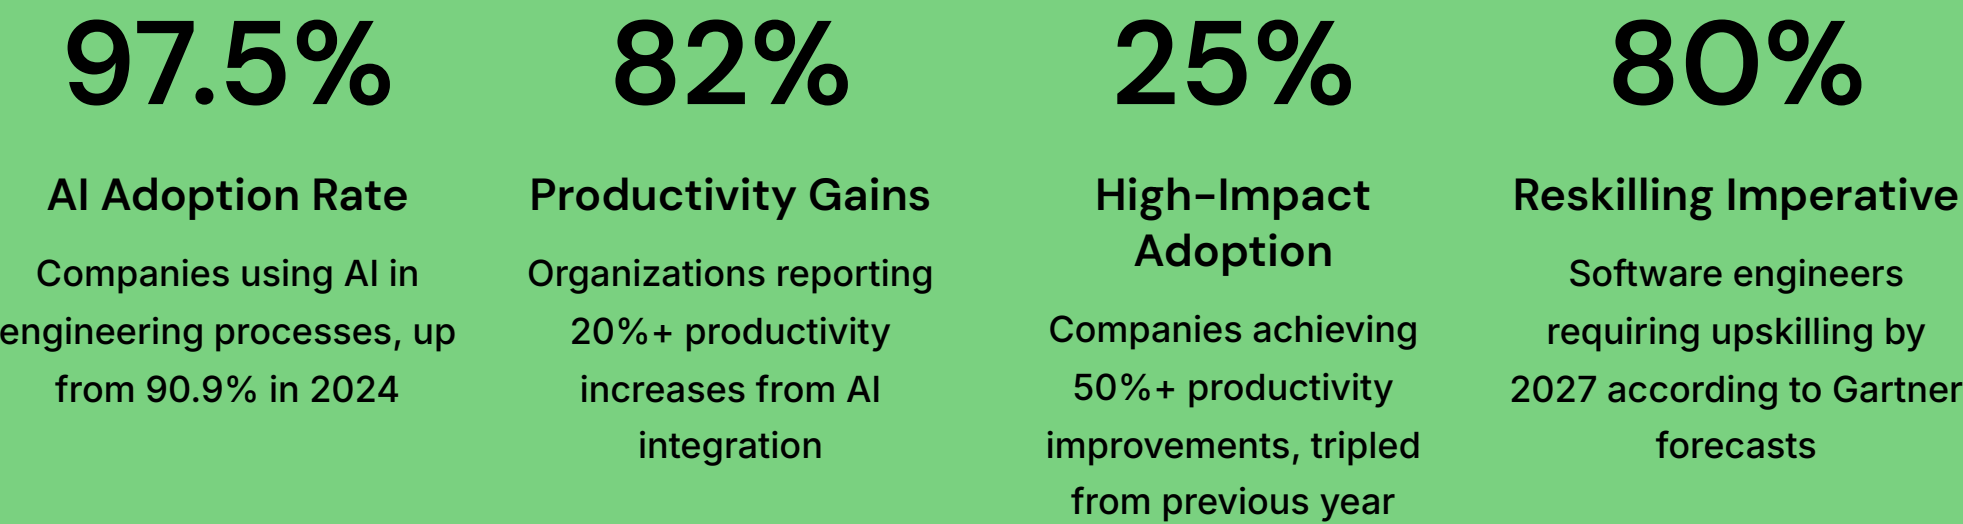 97.5%
AI Adoption Rate
Companies using AI in
engineering processes, up
from 90.9% in 2024
82%
Productivity Gains
Organizations reporting
20%+ productivity
increases from AI
integration
25%
High-Impact
Adoption
Companies achieving
50%+ productivity
improvements, tripled
from previous year
80%
Reskilling Imperative
Software engineers
requiring upskilling by
2027 according to Gartner
forecasts